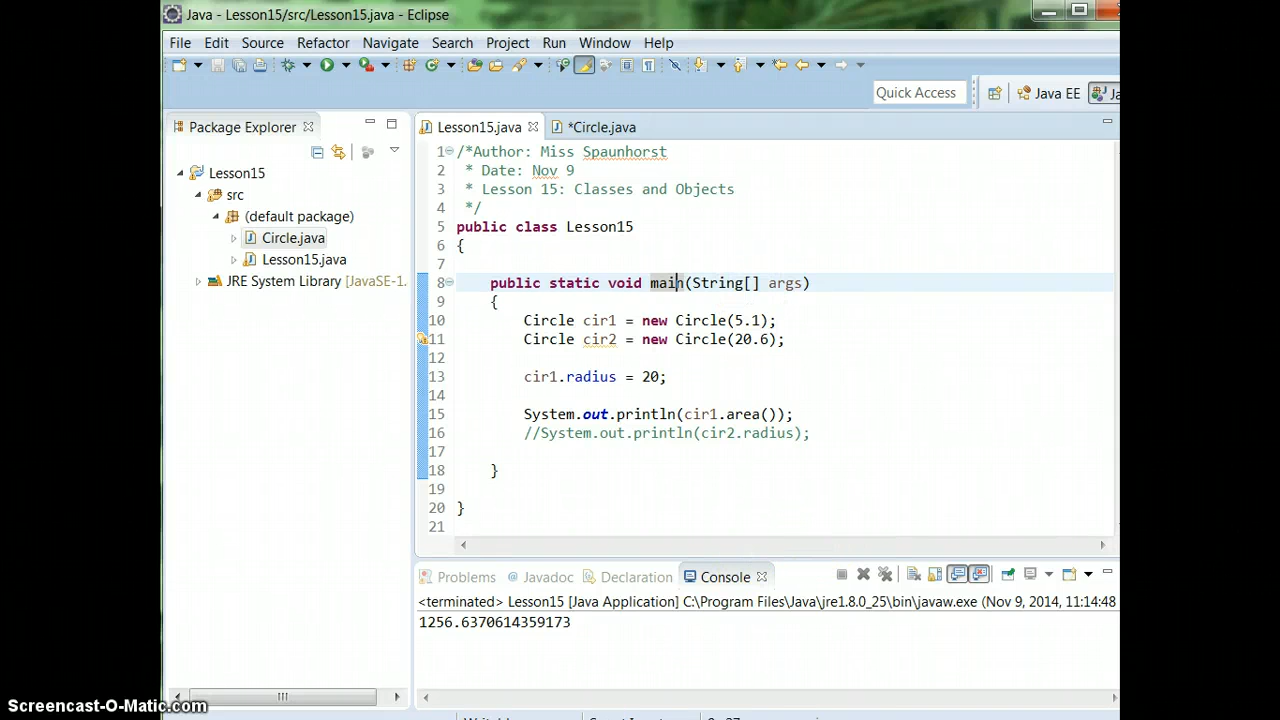 Java - Lesson15/src/Lesson15.java - Eclipse
File Edit Source Refactor Navigate Search Project Run Window Help
Quick Access Java EE Ja
Package Explorer
Lesson15
src
(default package)
Circle.java
Lesson15.java
JRE System Library [JavaSE-1.
Lesson15.java *Circle.java
1 /*Author: Miss Spaunhorst
2 * Date: Nov 9
3 * Lesson 15: Classes and Objects
4 */
5 public class Lesson15
6 {
7
8 public static void main(String[] args)
9 {
10 Circle cir1 = new Circle(5.1);
11 Circle cir2 = new Circle(20.6);
12
13 cir1.radius = 20;
14
15 System.out.println(cir1.area());
16 //System.out.println(cir2.radius);
17
18 }
19
20 }
21
Problems @ Javadoc Declaration Console
<terminated> Lesson15 [Java Application] C:\Program Files\Java\jre1.8.0_25\bin\javaw.exe (Nov 9, 2014, 11:14:48
1256.6370614359173
Screencast-O-Matic.com